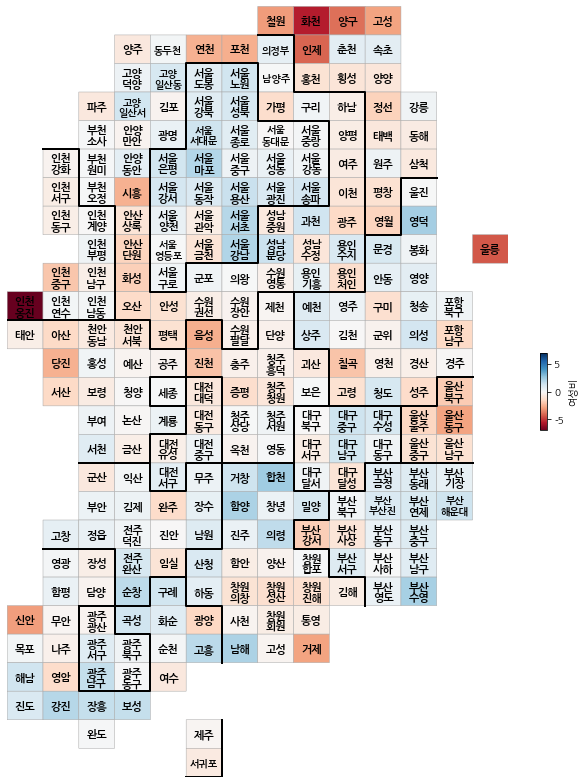 철원 화천 양구 고성
양주 동두천 연천 포천 의정부 인제 춘천 속초
고양 고양 서울 서울 남양주 홍천 횡성 양양
덕양 일산동 도봉 노원
파주 고양 김포 서울 서울 가평 구리 하남 정선 강릉
일산서 강북 성북
부천 안양 광명 서울 서울 서울 서울 양평 태백 동해
소사 만안 서대문 종로 동대문 중랑
인천 부천 안양 서울 서울 서울 서울 서울 여주 원주 삼척
강화 원미 동안 은평 마포 중구 성동 강동
인천 부천 시흥 서울 서울 서울 서울 서울 이천 평창 울진
서구 오정 강서 동작 용산 광진 송파
인천 인천 안산 서울 서울 서울 성남 과천 광주 영월 영덕
동구 계양 상록 양천 관악 서초 중원
인천 안산 서울 서울 서울 성남 성남 용인 문경 봉화 울릉
부평 단원 영등포 금천 강남 분당 수정 수지
인천 인천 화성 서울 군포 의왕 수원 용인 용인 안동 영양
중구 남구 구로 영통 기흥 처인
인천 인천 인천 오산 안성 수원 수원 제천 예천 영주 구미 청송 포항
옹진 연수 남동 권선 장안 북구
태안 아산 천안 천안 평택 음성 수원 단양 상주 김천 군위 의성 포항
동남 서북 팔달 남구
당진 홍성 예산 공주 진천 충주 청주 괴산 칠곡 영천 경산 경주
흥덕
서산 보령 청양 세종 대전 증평 청주 보은 고령 청도 성주 울산
대덕 청원 북구
부여 논산 계룡 대전 청주 청주 대구 대구 대구 울산 울산
동구 상당 서원 북구 중구 수성 울주 동구
서천 금산 대전 대전 옥천 영동 대구 대구 대구 울산 울산
유성 중구 서구 남구 동구 중구 남구
군산 익산 대전 무주 거창 합천 대구 대구 부산 부산 부산
서구 달서 달성 금정 동래 기장
부안 김제 완주 장수 함양 창녕 밀양 부산 부산 부산 부산
북구 부산진 연제 해운대
고창 정읍 전주 진안 남원 진주 의령 부산 부산 부산 부산
덕진 강서 사상 동구 중구
영광 장성 전주 임실 산청 함안 양산 창원 부산 부산 부산
완산 합포 서구 사하 남구
함평 담양 순창 구례 하동 창원 창원 창원 김해 부산 부산
의창 성산 진해 영도 수영
신안 무안 광주 곡성 화순 광양 사천 창원 통영
광산 회원
목포 나주 광주 광주 순천 고흥 남해 고성 거제
서구 북구
해남 영암 광주 광주 여수
남구 동구
진도 강진 장흥 보성
완도 제주
서귀포
5
0
-5
여성비